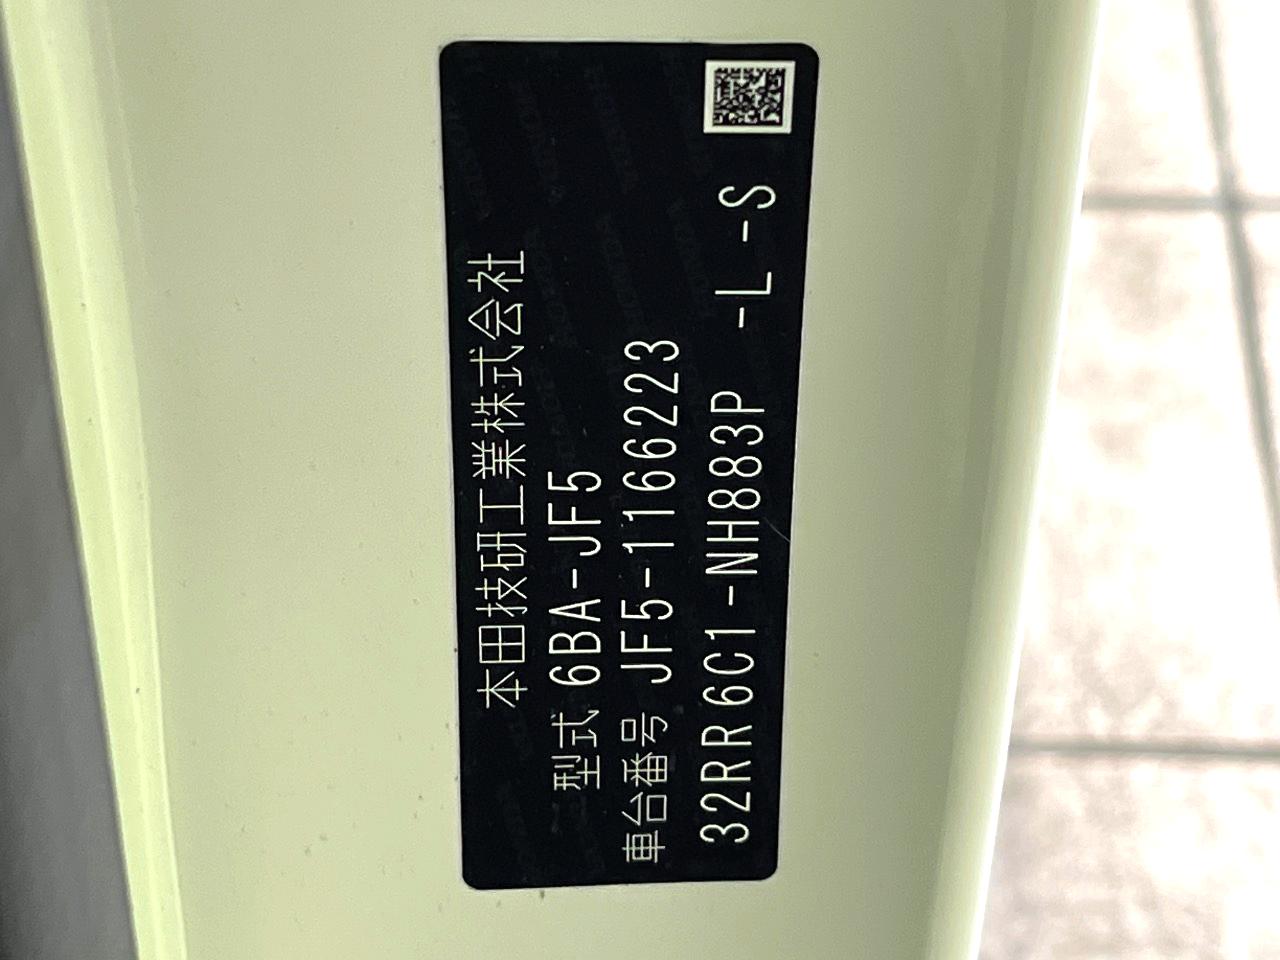 本田技研工業株式会社
型式 6BA-JF5
車台番号 JF5-1166223
32RR6C1-NH883P -L -S